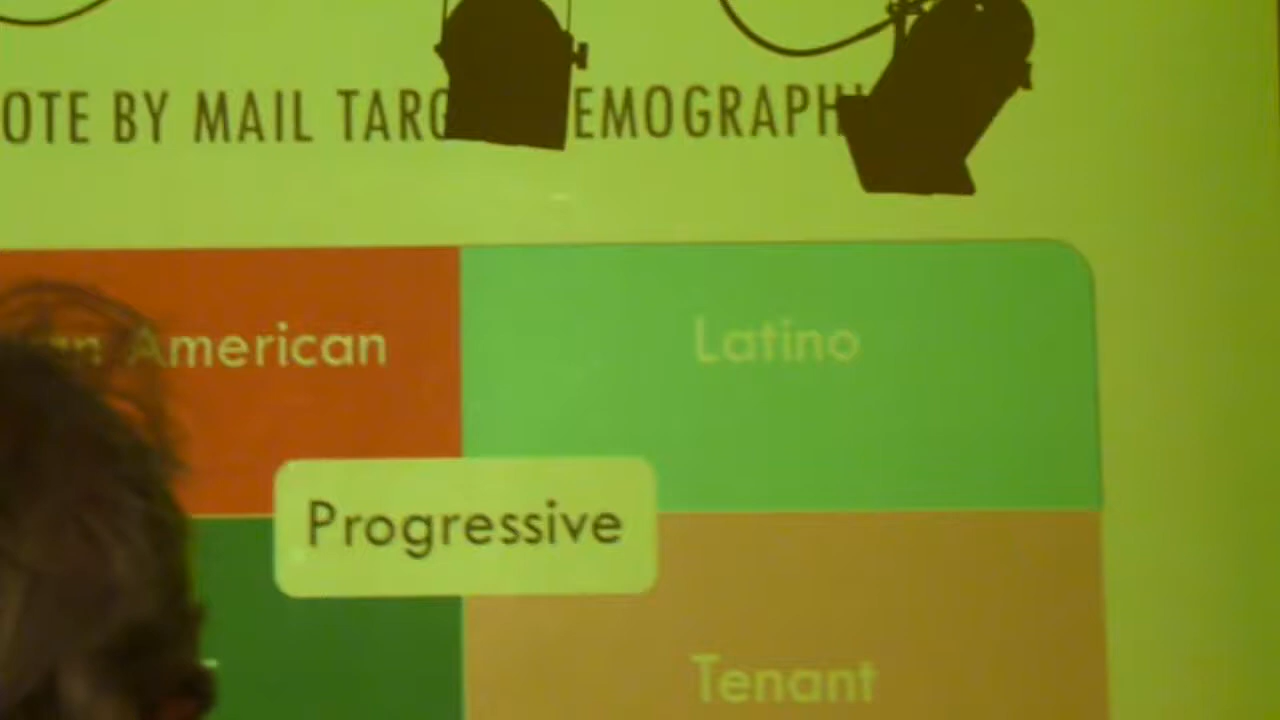 OTE BY MAIL TARG EMOGRAPH
American
Latino
Progressive
Tenant